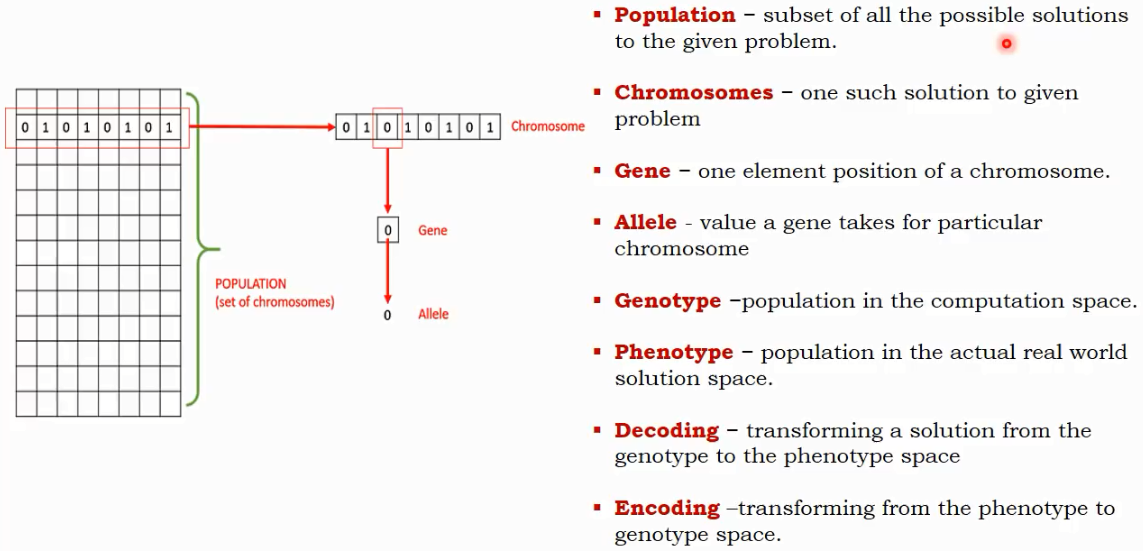 0 1 0 1 0 1 0 1
POPULATION
(set of chromosomes)
0 1 0 1 0 1 0 1 Chromosome
0 Gene
0 Allele
▪ Population – subset of all the possible solutions
to the given problem.
▪ Chromosomes – one such solution to given
problem
▪ Gene – one element position of a chromosome.
▪ Allele - value a gene takes for particular
chromosome
▪ Genotype –population in the computation space.
▪ Phenotype – population in the actual real world
solution space.
▪ Decoding – transforming a solution from the
genotype to the phenotype space
▪ Encoding –transforming from the phenotype to
genotype space.